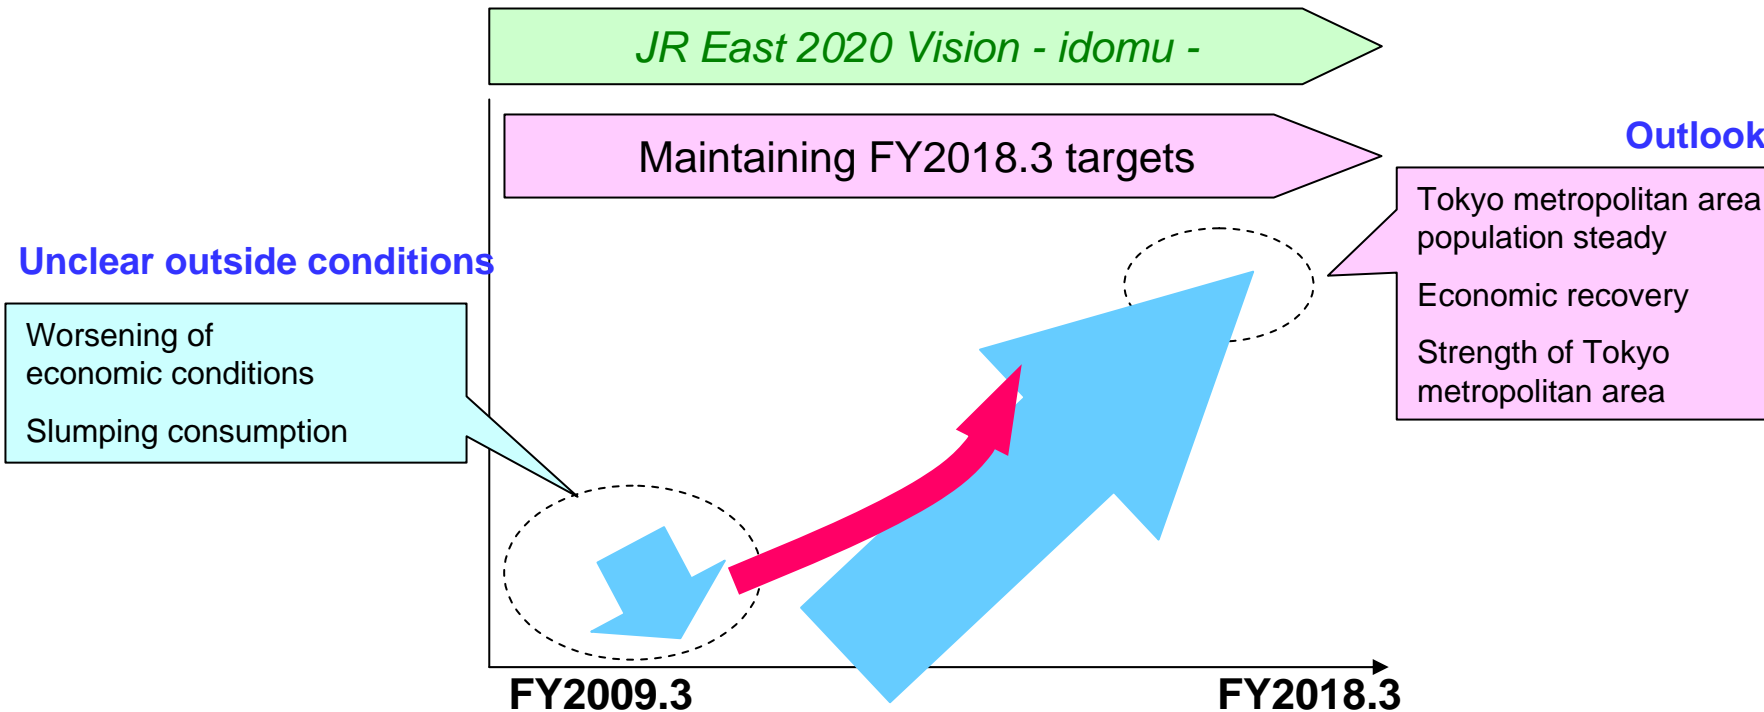 JR East 2020 Vision - idomu -
Maintaining FY2018.3 targets
Outlook
Tokyo metropolitan area
population steady
Economic recovery
Strength of Tokyo
metropolitan area
Unclear outside conditions
Worsening of
economic conditions
Slumping consumption
FY2009.3
FY2018.3